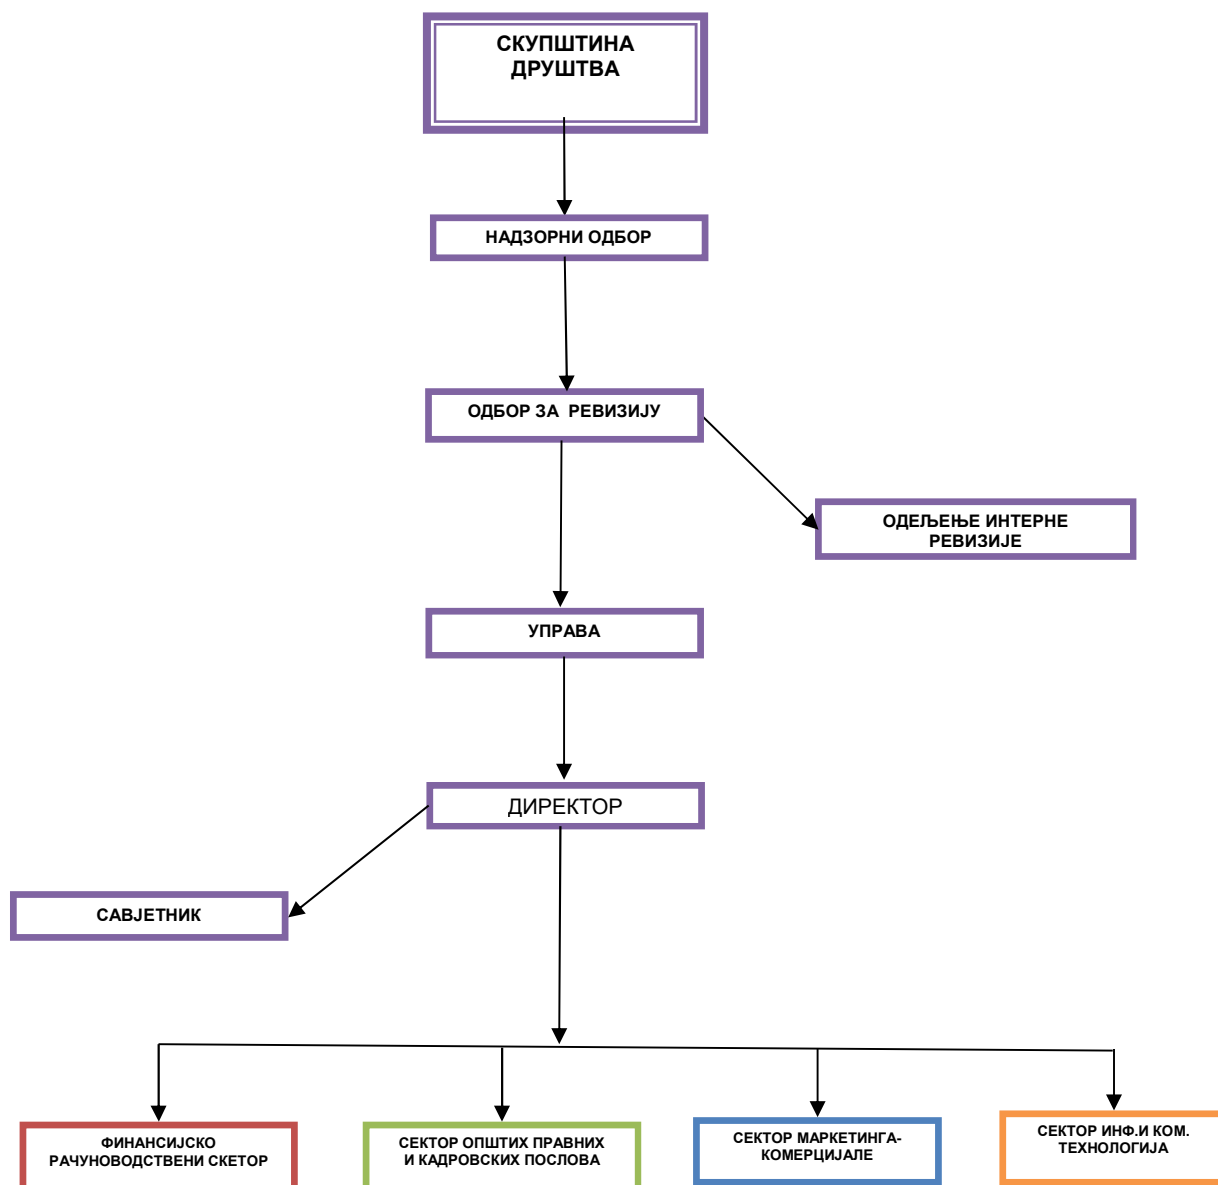 СКУПШТИНА
ДРУШТВА
НАДЗОРНИ ОДБОР
ОДБОР ЗА РЕВИЗИЈУ
ОДЕЉЕЊЕ ИНТЕРНЕ
РЕВИЗИЈЕ
УПРАВА
ДИРЕКТОР
САВЈЕТНИК
ФИНАНСИЈСКО
РАЧУНОВОДСТВЕНИ СКЕТОР
СЕКТОР ОПШТИХ ПРАВНИХ
И КАДРОВСКИХ ПОСЛОВА
СЕКТОР МАРКЕТИНГА-
КОМЕРЦИЈАЛЕ
СЕКТОР ИНФ.И КОМ.
ТЕХНОЛОГИЈА